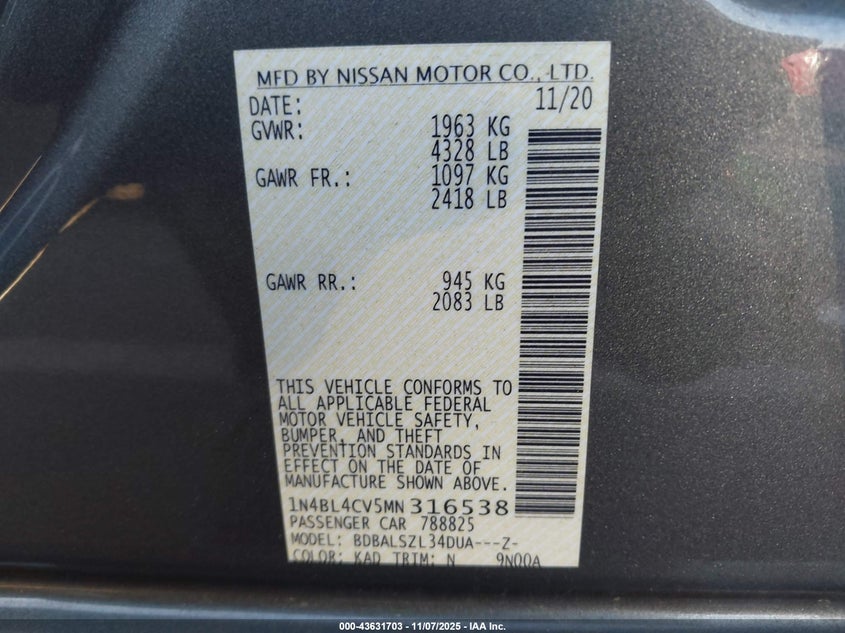 MFD BY NISSAN MOTOR CO., LTD.
DATE: 11/20
GVWR: 1963 KG
4328 LB
GAWR FR.: 1097 KG
2418 LB
GAWR RR.: 945 KG
2083 LB
THIS VEHICLE CONFORMS TO
ALL APPLICABLE FEDERAL
MOTOR VEHICLE SAFETY,
BUMPER, AND THEFT
PREVENTION STANDARDS IN
EFFECT ON THE DATE OF
MANUFACTURE SHOWN ABOVE.
1N4BL4CV5MN316538
PASSENGER CAR 788825
MODEL: BDBALSZL34DUA---Z-
COLOR: KAD TRIM: N 9N00A
000-43631703 - 11/07/2025 - IAA Inc.